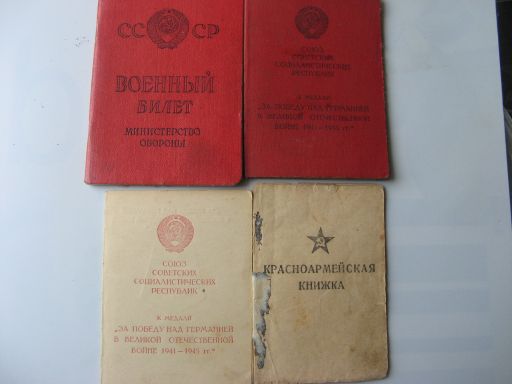 СССР
ВОЕННЫЙ
БИЛЕТ
МИНИСТЕРСТВО
ОБОРОНЫ
СОЮЗ
СОВЕТСКИХ
СОЦИАЛИСТИЧЕСКИХ
РЕСПУБЛИК
К МЕДАЛИ
„ЗА ПОБЕДУ НАД ГЕРМАНИЕЙ
В ВЕЛИКОЙ ОТЕЧЕСТВЕННОЙ
ВОЙНЕ 1941—1945 гг."
СОЮЗ
СОВЕТСКИХ
СОЦИАЛИСТИЧЕСКИХ
РЕСПУБЛИК
К МЕДАЛИ
„ЗА ПОБЕДУ НАД ГЕРМАНИЕЙ
В ВЕЛИКОЙ ОТЕЧЕСТВЕННОЙ
ВОЙНЕ 1941—1945 гг."
КРАСНОАРМЕЙСКАЯ
КНИЖКА